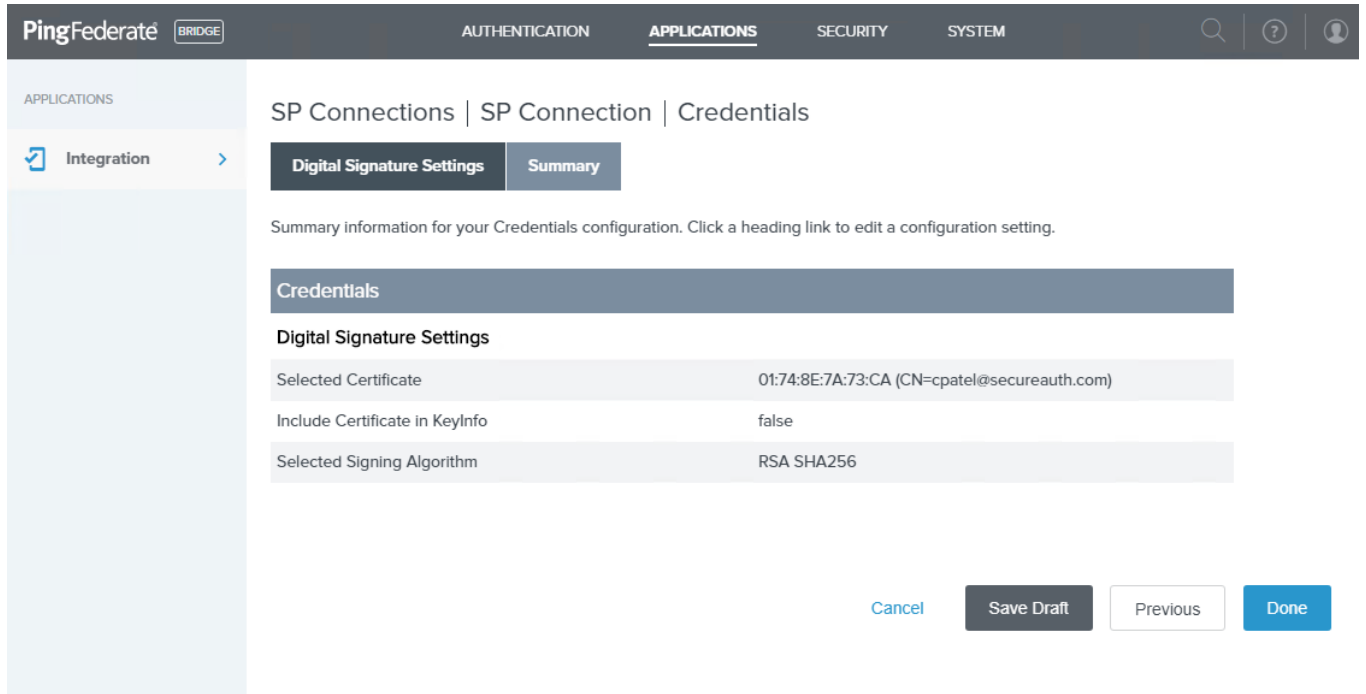 PingFederate BRIDGE AUTHENTICATION APPLICATIONS SECURITY SYSTEM ?
APPLICATIONS
Integration
SP Connections | SP Connection | Credentials
Digital Signature Settings Summary
Summary information for your Credentials configuration. Click a heading link to edit a configuration setting.
Credentials
Digital Signature Settings
Selected Certificate 01:74:8E:7A:73:CA (CN=cpatel@secureauth.com)
Include Certificate in KeyInfo false
Selected Signing Algorithm RSA SHA256
Cancel Save Draft Previous Done